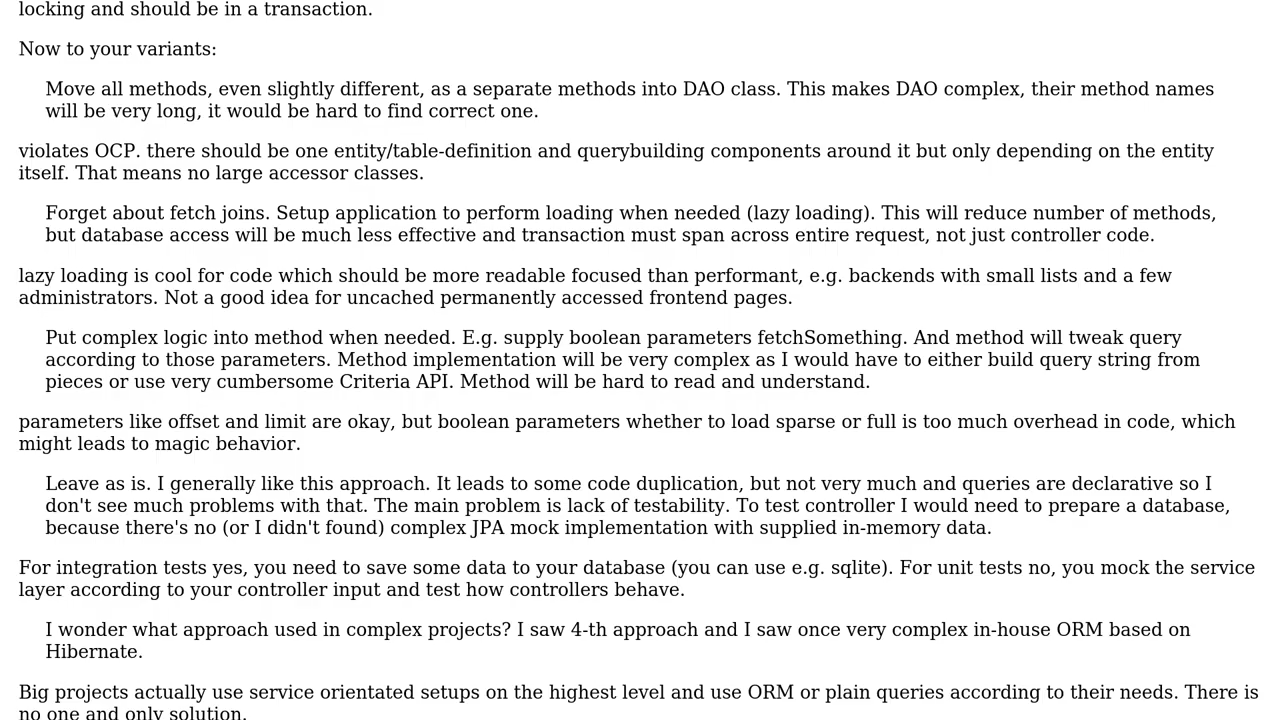 locking and should be in a transaction.
Now to your variants:
Move all methods, even slightly different, as a separate methods into DAO class. This makes DAO complex, their method names
will be very long, it would be hard to find correct one.
violates OCP. there should be one entity/table-definition and querybuilding components around it but only depending on the entity
itself. That means no large accessor classes.
Forget about fetch joins. Setup application to perform loading when needed (lazy loading). This will reduce number of methods,
but database access will be much less effective and transaction must span across entire request, not just controller code.
lazy loading is cool for code which should be more readable focused than performant, e.g. backends with small lists and a few
administrators. Not a good idea for uncached permanently accessed frontend pages.
Put complex logic into method when needed. E.g. supply boolean parameters fetchSomething. And method will tweak query
according to those parameters. Method implementation will be very complex as I would have to either build query string from
pieces or use very cumbersome Criteria API. Method will be hard to read and understand.
parameters like offset and limit are okay, but boolean parameters whether to load sparse or full is too much overhead in code, which
might leads to magic behavior.
Leave as is. I generally like this approach. It leads to some code duplication, but not very much and queries are declarative so I
don't see much problems with that. The main problem is lack of testability. To test controller I would need to prepare a database,
because there's no (or I didn't found) complex JPA mock implementation with supplied in-memory data.
For integration tests yes, you need to save some data to your database (you can use e.g. sqlite). For unit tests no, you mock the service
layer according to your controller input and test how controllers behave.
I wonder what approach used in complex projects? I saw 4-th approach and I saw once very complex in-house ORM based on
Hibernate.
Big projects actually use service orientated setups on the highest level and use ORM or plain queries according to their needs. There is
no one and only solution.